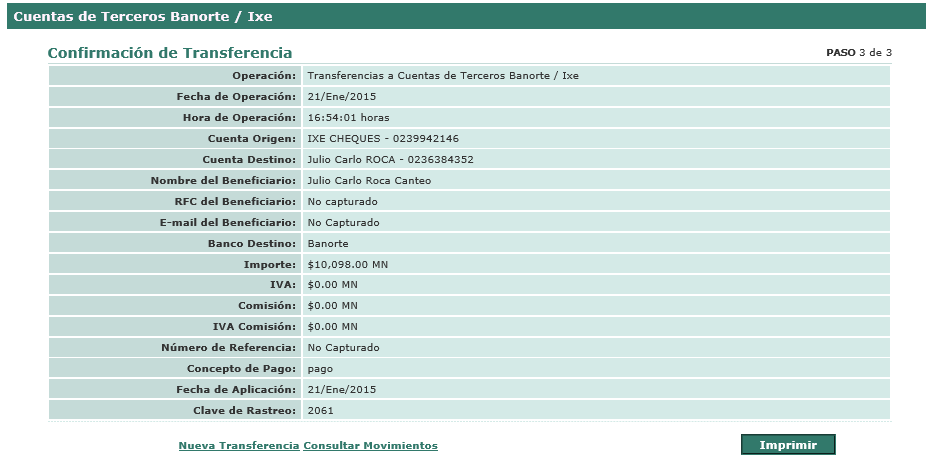 Cuentas de Terceros Banorte / Ixe
Confirmación de Transferencia PASO 3 de 3
Operación: Transferencias a Cuentas de Terceros Banorte / Ixe
Fecha de Operación: 21/Ene/2015
Hora de Operación: 16:54:01 horas
Cuenta Origen: IXE CHEQUES - 0239942146
Cuenta Destino: Julio Carlo ROCA - 0236384352
Nombre del Beneficiario: Julio Carlo Roca Canteo
RFC del Beneficiario: No capturado
E-mail del Beneficiario: No Capturado
Banco Destino: Banorte
Importe: $10,098.00 MN
IVA: $0.00 MN
Comisión: $0.00 MN
IVA Comisión: $0.00 MN
Número de Referencia: No Capturado
Concepto de Pago: pago
Fecha de Aplicación: 21/Ene/2015
Clave de Rastreo: 2061
Nueva Transferencia Consultar Movimientos Imprimir